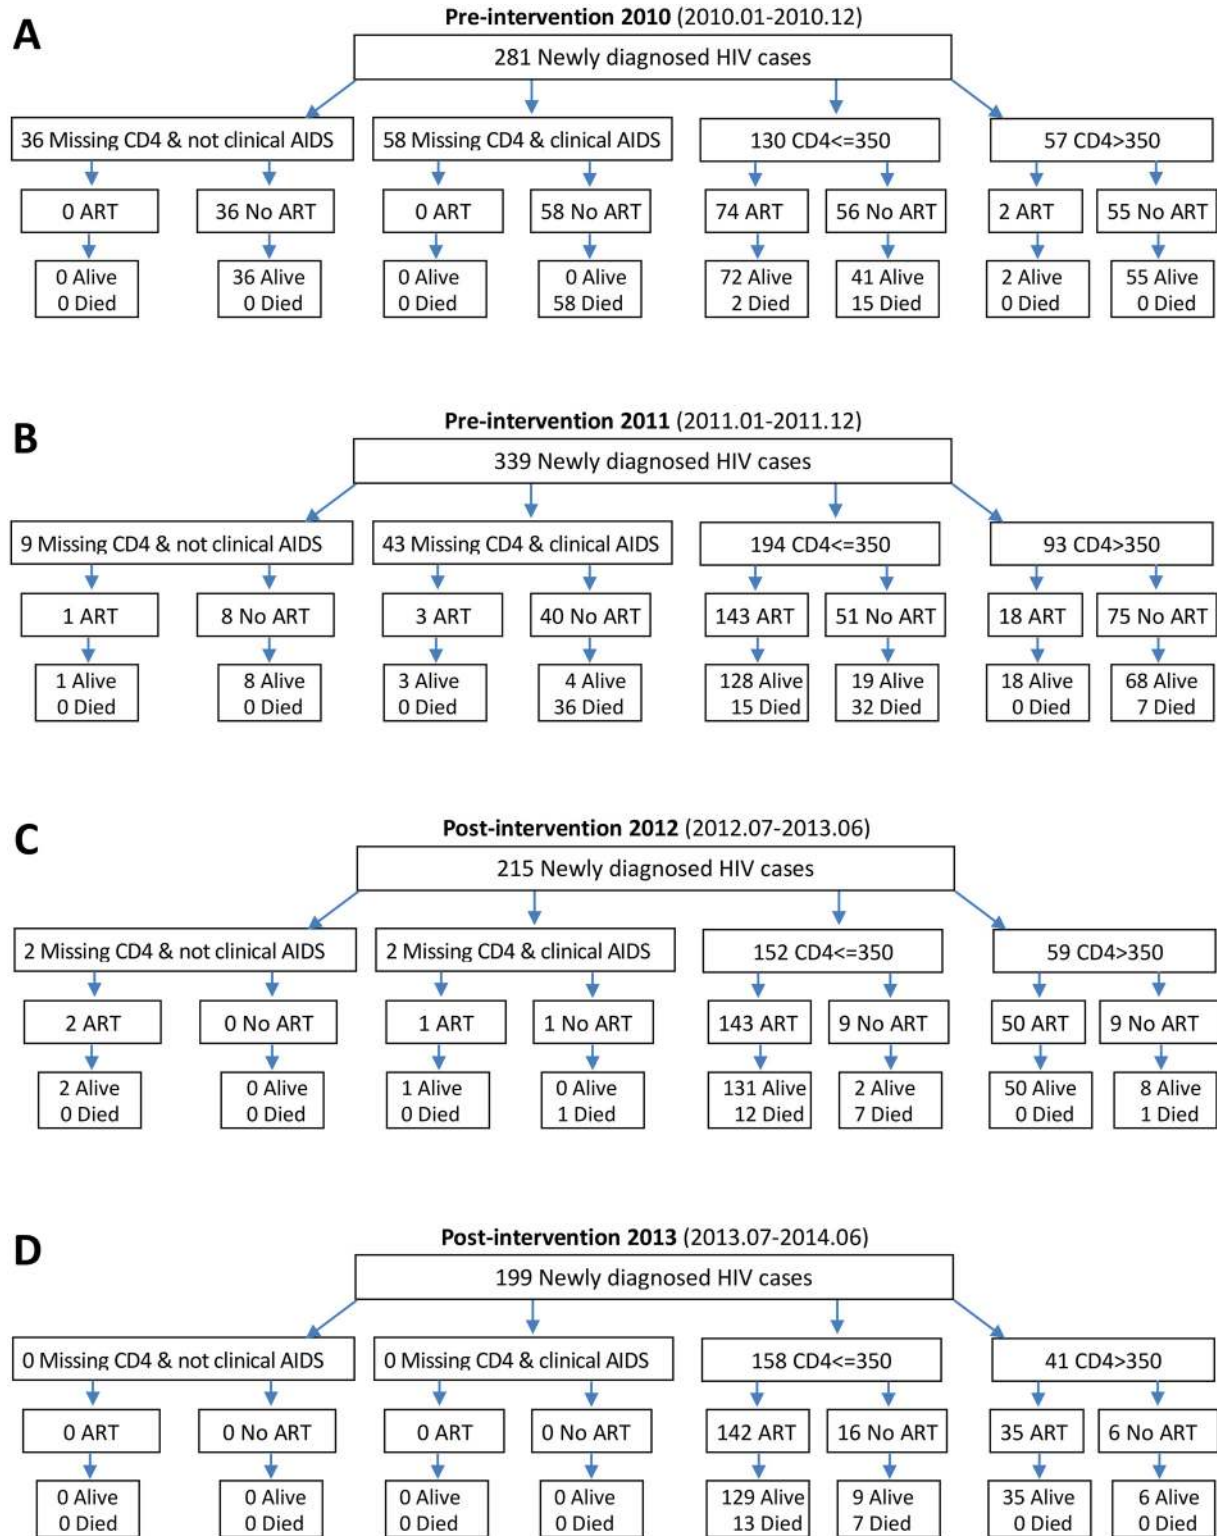 A
Pre-intervention 2010 (2010.01-2010.12)
281 Newly diagnosed HIV cases
36 Missing CD4 & not clinical AIDS
58 Missing CD4 & clinical AIDS
130 CD4<=350
57 CD4>350
0 ART
36 No ART
0 ART
58 No ART
74 ART
56 No ART
2 ART
55 No ART
0 Alive
0 Died
36 Alive
0 Died
0 Alive
0 Died
0 Alive
58 Died
72 Alive
2 Died
41 Alive
15 Died
2 Alive
0 Died
55 Alive
0 Died
B
Pre-intervention 2011 (2011.01-2011.12)
339 Newly diagnosed HIV cases
9 Missing CD4 & not clinical AIDS
43 Missing CD4 & clinical AIDS
194 CD4<=350
93 CD4>350
1 ART
8 No ART
3 ART
40 No ART
143 ART
51 No ART
18 ART
75 No ART
1 Alive
0 Died
8 Alive
0 Died
3 Alive
0 Died
4 Alive
36 Died
128 Alive
15 Died
19 Alive
32 Died
18 Alive
0 Died
68 Alive
7 Died
C
Post-intervention 2012 (2012.07-2013.06)
215 Newly diagnosed HIV cases
2 Missing CD4 & not clinical AIDS
2 Missing CD4 & clinical AIDS
152 CD4<=350
59 CD4>350
2 ART
0 No ART
1 ART
1 No ART
143 ART
9 No ART
50 ART
9 No ART
2 Alive
0 Died
0 Alive
0 Died
1 Alive
0 Died
0 Alive
1 Died
131 Alive
12 Died
2 Alive
7 Died
50 Alive
0 Died
8 Alive
1 Died
D
Post-intervention 2013 (2013.07-2014.06)
199 Newly diagnosed HIV cases
0 Missing CD4 & not clinical AIDS
0 Missing CD4 & clinical AIDS
158 CD4<=350
41 CD4>350
0 ART
0 No ART
0 ART
0 No ART
142 ART
16 No ART
35 ART
6 No ART
0 Alive
0 Died
0 Alive
0 Died
0 Alive
0 Died
0 Alive
0 Died
129 Alive
13 Died
9 Alive
7 Died
35 Alive
0 Died
6 Alive
0 Died